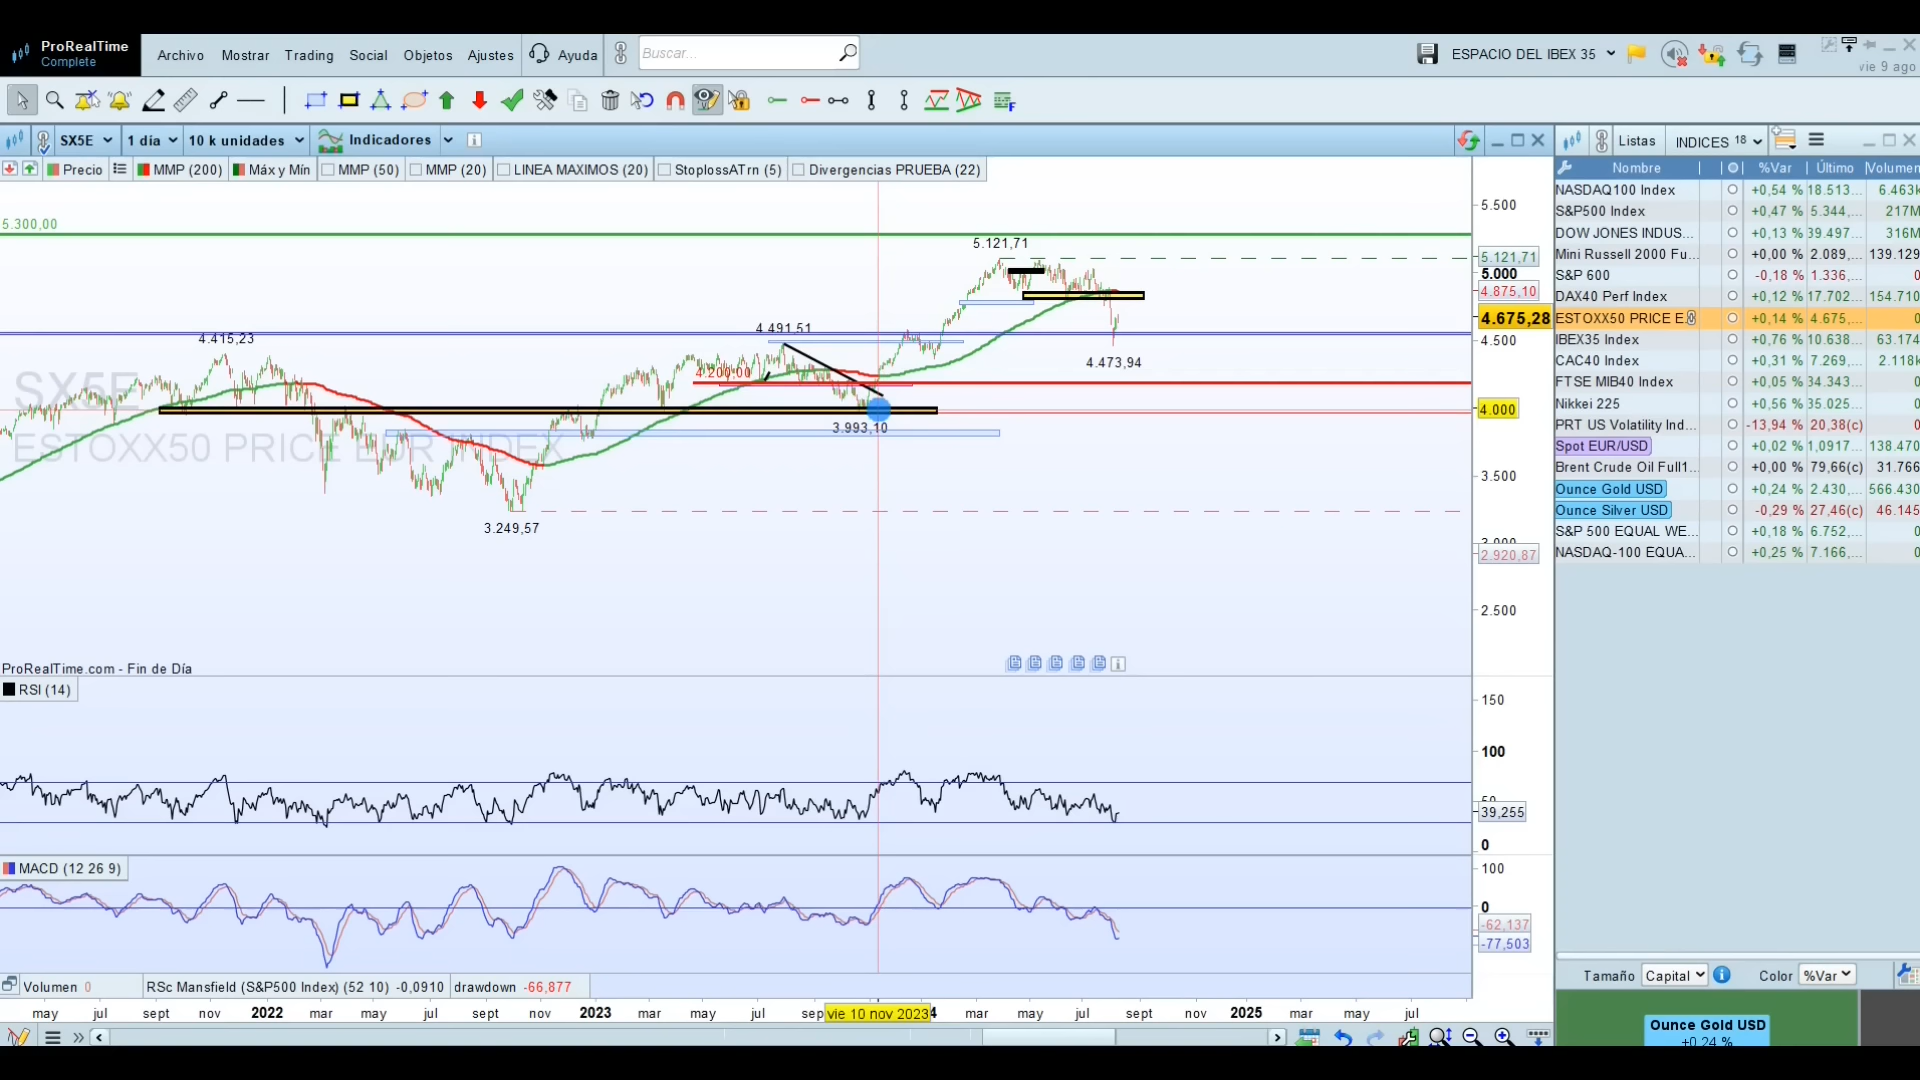 ProRealTime
Complete
Archivo Mostrar Trading Social Objetos Ajustes Ayuda Buscar... ESPACIO DEL IBEX 35
vie 9 ago
SX5E 1 día 10 k unidades Indicadores Listas INDICES 18
Precio MMP (200) Máx y Mín MMP (50) MMP (20) LINEA MAXIMOS (20) StoplossATrn (5) Divergencias PRUEBA (22)
Nombre %Var Último Volumen
NASDAQ100 Index +0,54 % 18.513... 6.463k
S&P500 Index +0,47 % 5.344,... 217M
DOW JONES INDUS... +0,13 % 39.497... 316M
Mini Russell 2000 Fu... +0,00 % 2.089,... 139.129
S&P 600 -0,18 % 1.336,... 0
DAX40 Perf Index +0,12 % 17.702... 154.710
ESTOXX50 PRICE E +0,14 % 4.675,... 0
IBEX35 Index +0,76 % 10.638... 63.174
CAC40 Index +0,31 % 7.269,... 2.118k
FTSE MIB40 Index +0,05 % 34.343... 0
Nikkei 225 +0,56 % 35.025... 0
PRT US Volatility Ind... -13,94 % 20,38(c) 0
Spot EUR/USD +0,02 % 1,0917... 138.470
Brent Crude Oil Full1... +0,00 % 79,66(c) 31.766
Ounce Gold USD +0,24 % 2.430,... 566.430
Ounce Silver USD -0,29 % 27,46(c) 46.145
S&P 500 EQUAL WE... +0,18 % 6.752,... 0
NASDAQ-100 EQUA... +0,25 % 7.166,... 0
5.300,00
5.121,71
4.415,23
4.491,51
4.200,00
4.473,94
3.993,10
3.249,57
SX5E
ESTOXX50 PRICE EUR INDEX
5.500
5.121,71
5.000
4.875,10
4.675,28
4.500
4.000
3.500
3.000
2.920,87
2.500
ProRealTime.com - Fin de Día
RSI (14)
150
100
50
39,255
0
MACD (12 26 9)
100
0
-62,137
-77,503
Volumen 0 RSc Mansfield (S&P500 Index) (52 10) -0,0910 drawdown -66,877
may jul sept nov 2022 mar may jul sept nov 2023 mar may jul sep vie 10 nov 2023 4 mar may jul sept nov 2025 mar may jul
Tamaño Capital Color %Var
Ounce Gold USD
+0,24 %